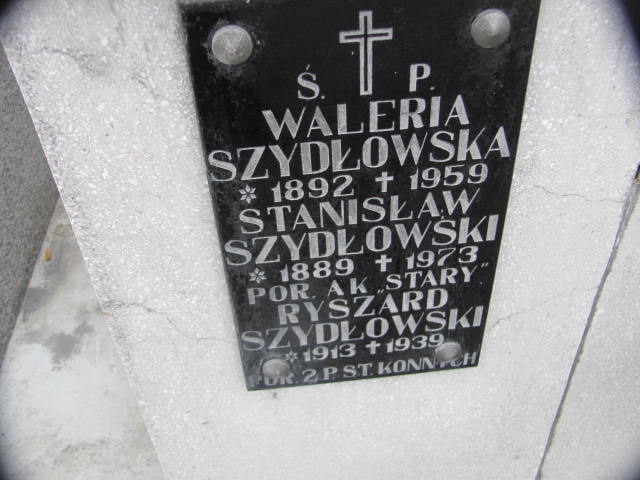 Ś. P.
WALERIA
SZYDŁOWSKA
* 1892 † 1959
STANISŁAW
SZYDŁOWSKI
* 1889 † 1973
POR. AK „STARY"
RYSZARD
SZYDŁOWSKI
* 1913 † 1939
POR. 2 P. ST. KONNYCH